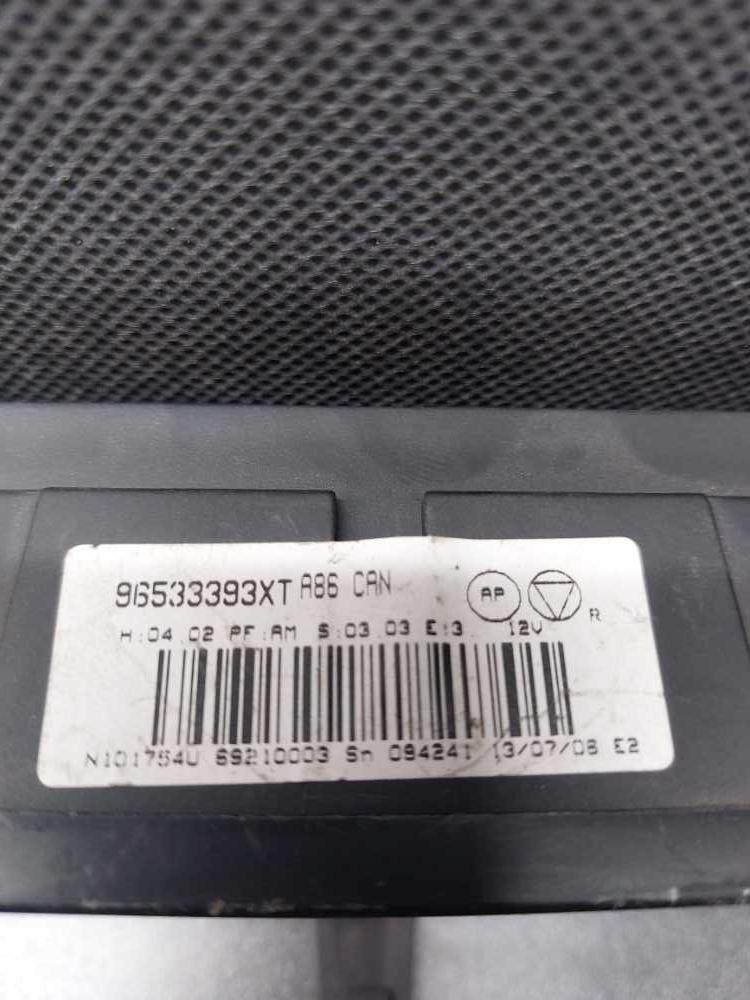 96533393XT A86 CAN AP R
H:04.02 PF:AM S:03.03 E:3 12V
N101754U 69210003 Sn 094241 13/07/06 E2